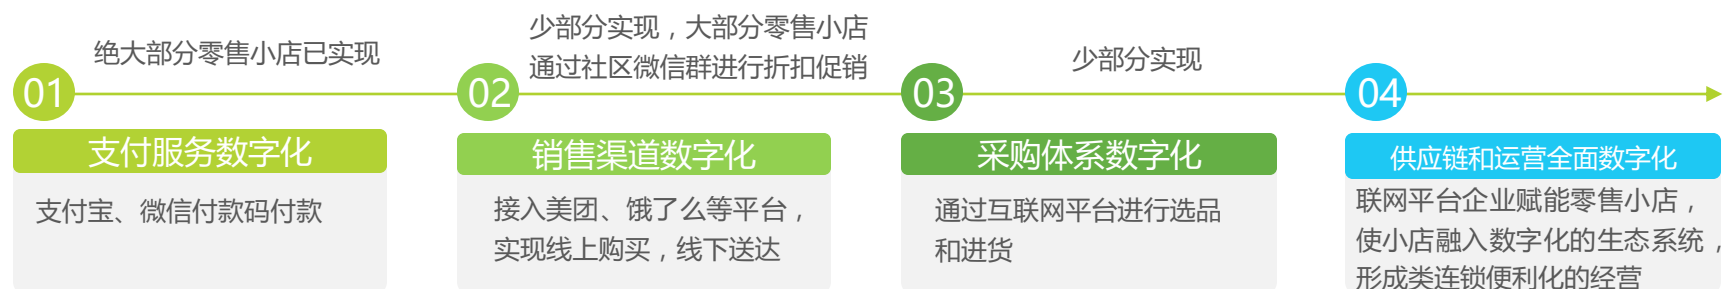 绝大部分零售小店已实现
少部分实现，大部分零售小店
通过社区微信群进行折扣促销
少部分实现
01
02
03
04
支付服务数字化
支付宝、微信付款码付款
销售渠道数字化
接入美团、饿了么等平台，
实现线上购买，线下送达
采购体系数字化
通过互联网平台进行选品
和进货
供应链和运营全面数字化
联网平台企业赋能零售小店，
使小店融入数字化的生态系统，
形成类连锁便利化的经营